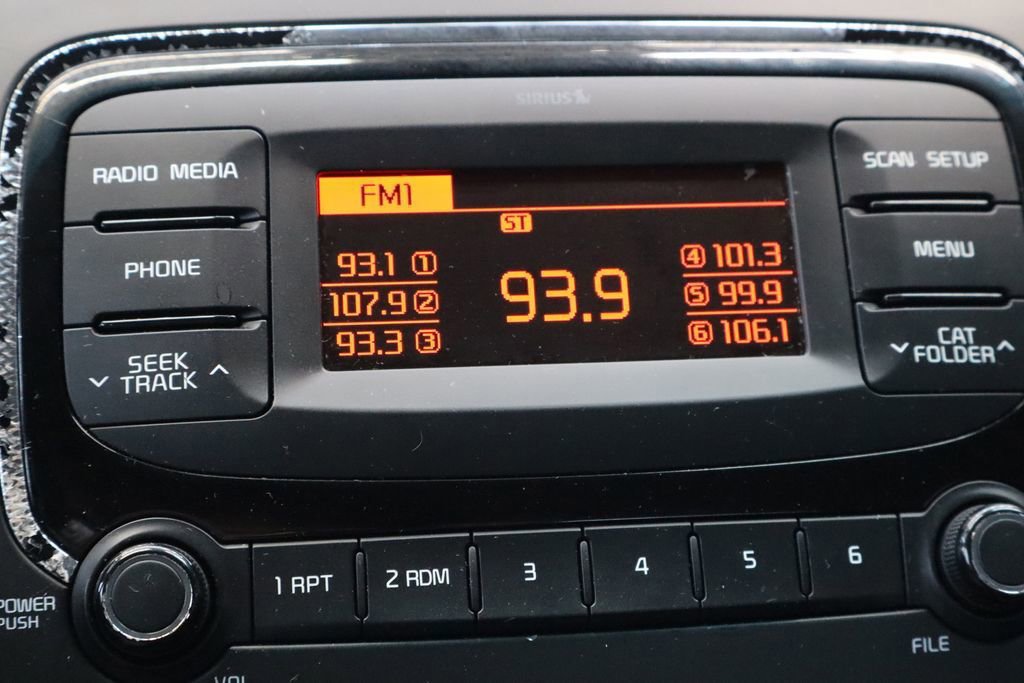 SIRIUS
RADIO MEDIA
SCAN SETUP
FM1
ST
PHONE
MENU
93.1 1
107.9 2
93.3 3
93.9
4 101.3
5 99.9
6 106.1
SEEK
TRACK
CAT
FOLDER
1 RPT
2 RDM
3
4
5
6
POWER
PUSH
FILE
VOL